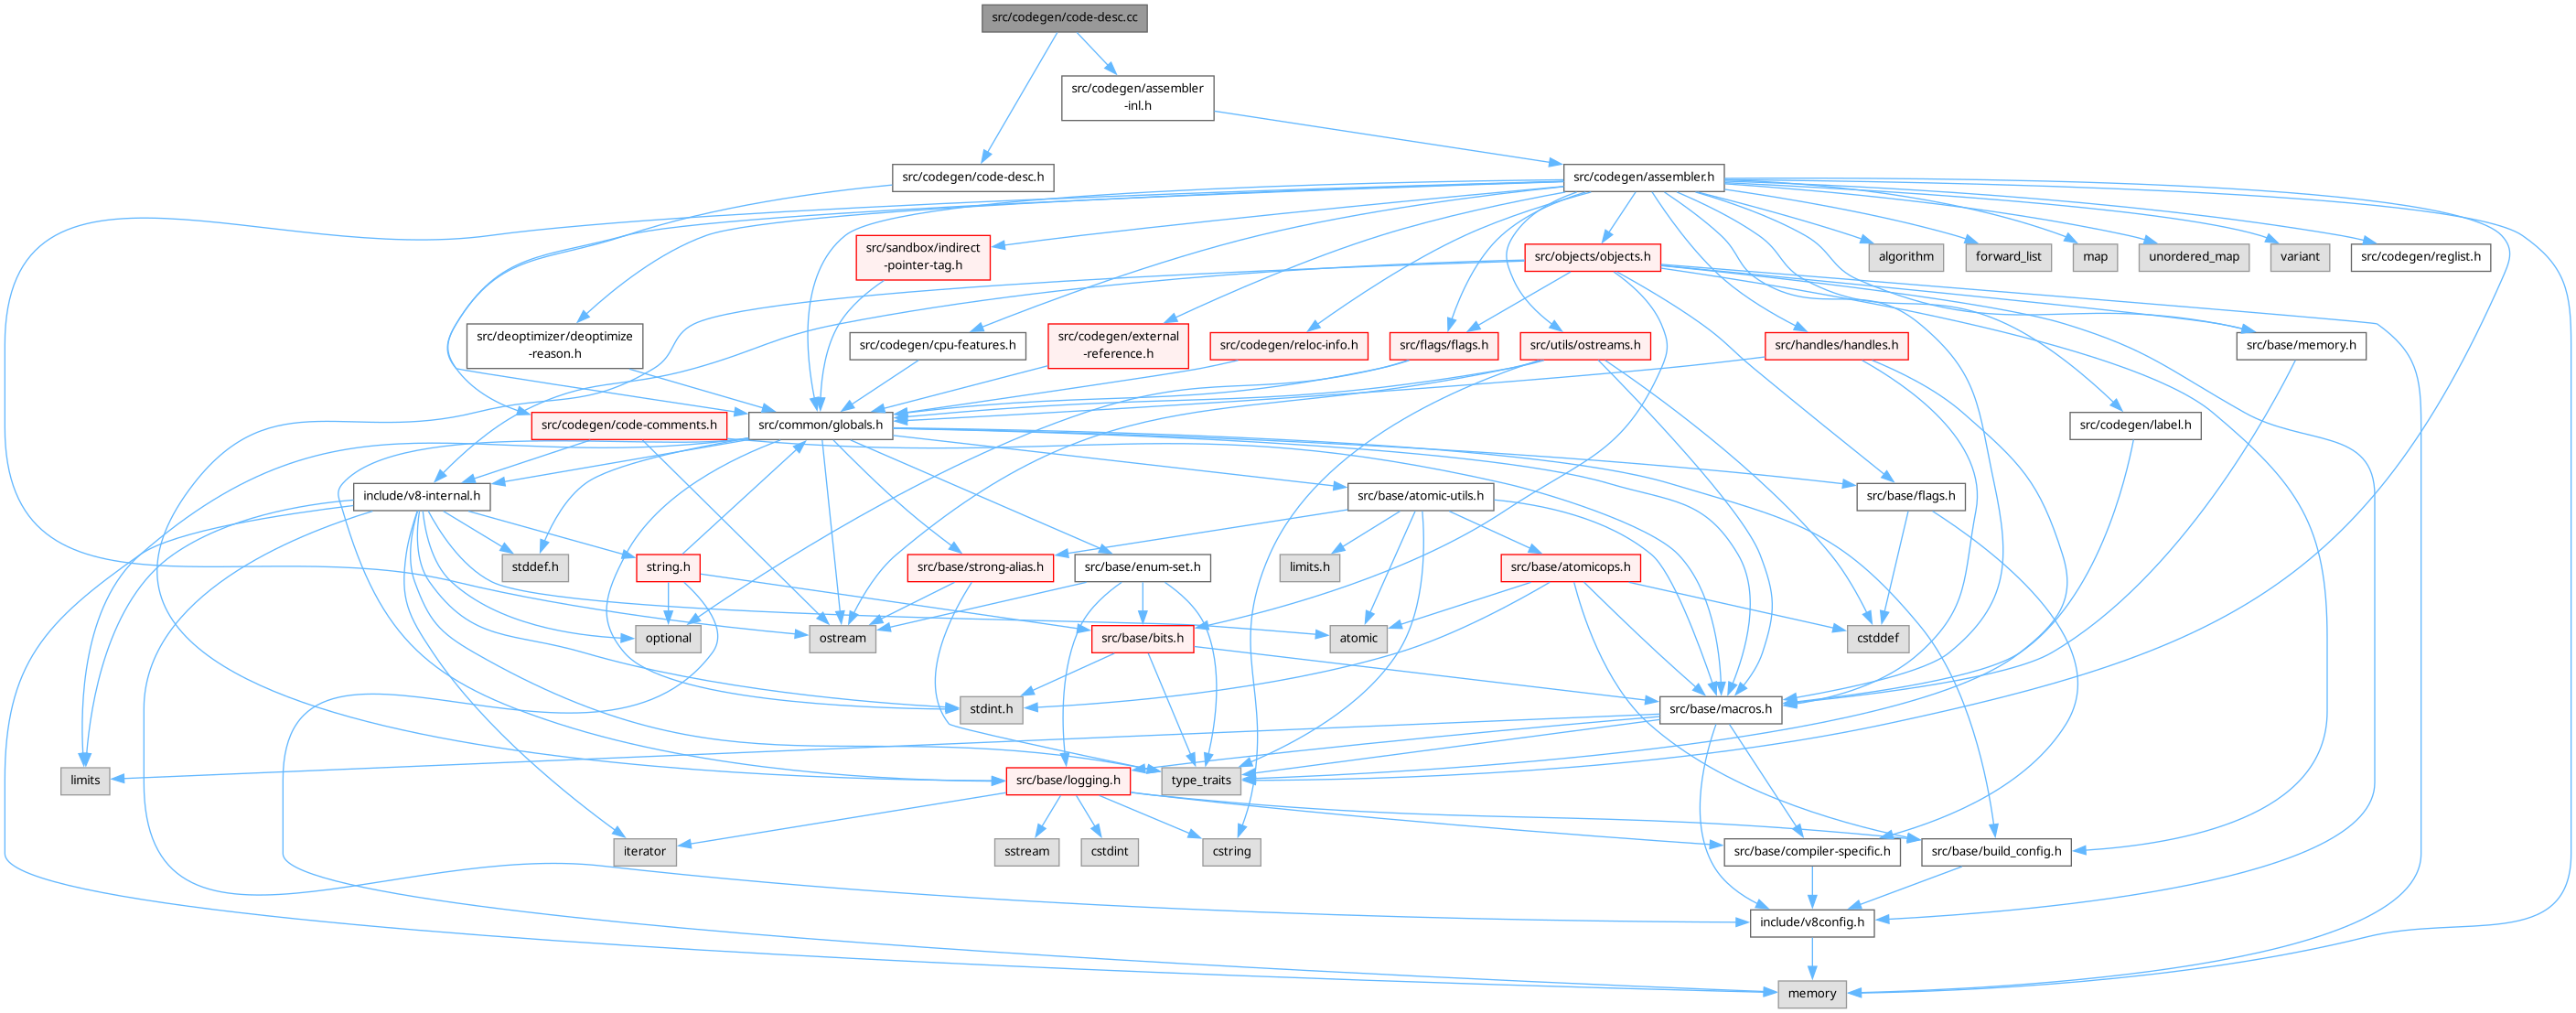 src/codegen/code-desc.cc
src/codegen/assembler
-inl.h
src/codegen/code-desc.h
src/codegen/assembler.h
src/sandbox/indirect
-pointer-tag.h
src/objects/objects.h
algorithm
forward_list
map
unordered_map
variant
src/codegen/reglist.h
src/deoptimizer/deoptimize
-reason.h
src/codegen/cpu-features.h
src/codegen/external
-reference.h
src/codegen/reloc-info.h
src/flags/flags.h
src/utils/ostreams.h
src/handles/handles.h
src/base/memory.h
src/codegen/code-comments.h
src/common/globals.h
src/codegen/label.h
include/v8-internal.h
src/base/atomic-utils.h
src/base/flags.h
stddef.h
string.h
src/base/strong-alias.h
src/base/enum-set.h
limits.h
src/base/atomicops.h
optional
ostream
src/base/bits.h
atomic
cstddef
stdint.h
src/base/macros.h
limits
src/base/logging.h
type_traits
iterator
sstream
cstdint
cstring
src/base/compiler-specific.h
src/base/build_config.h
include/v8config.h
memory